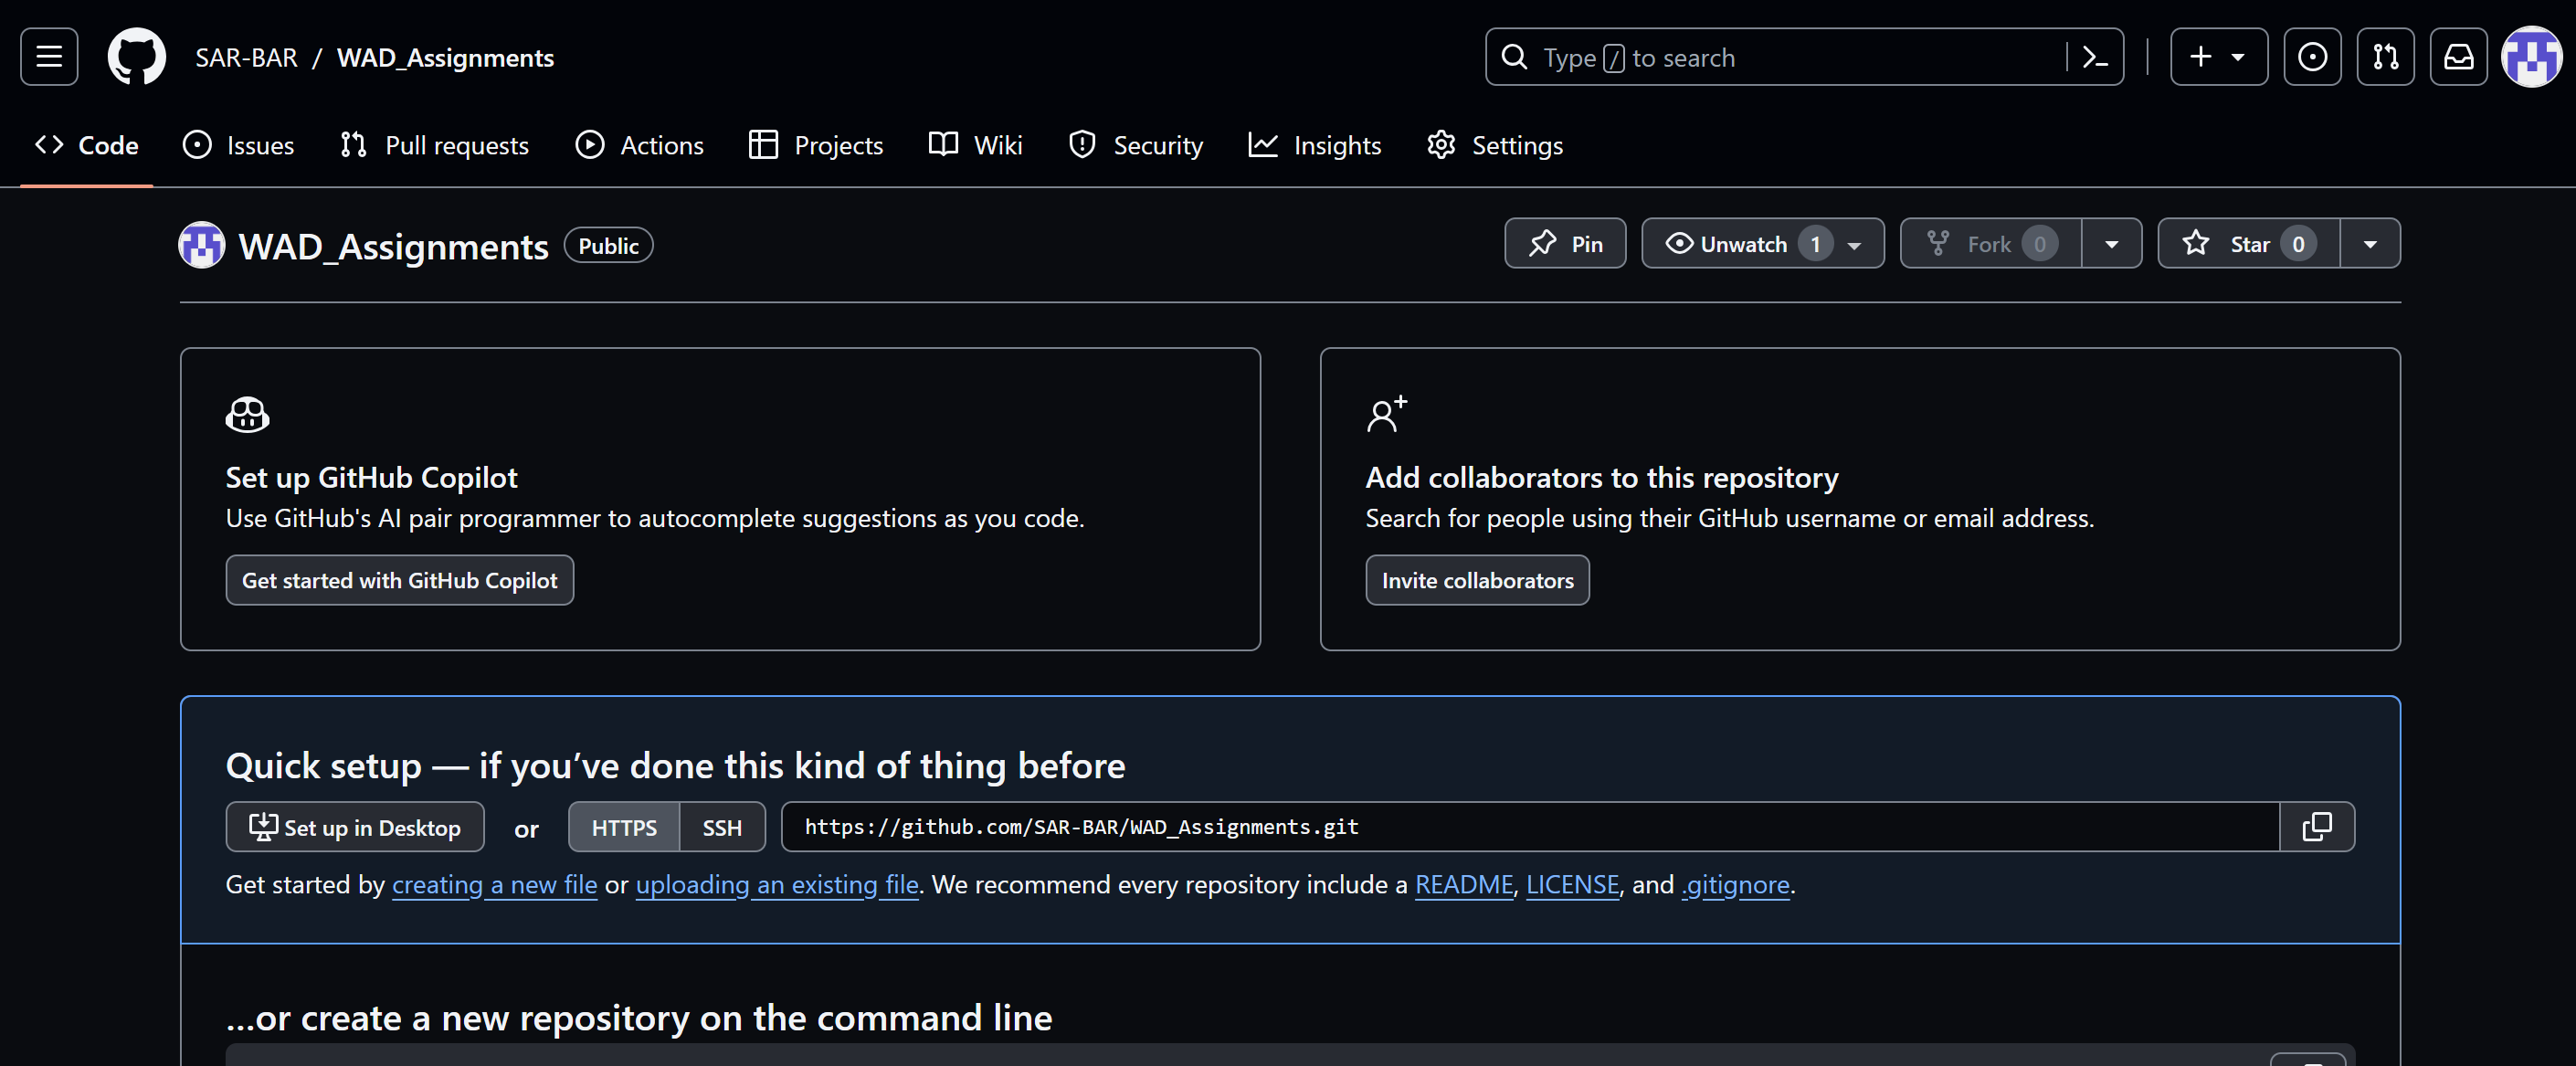 SAR-BAR / WAD_Assignments
Type / to search
Code Issues Pull requests Actions Projects Wiki Security Insights Settings
WAD_Assignments Public
Pin Unwatch 1 Fork 0 Star 0
Set up GitHub Copilot
Use GitHub's AI pair programmer to autocomplete suggestions as you code.
Get started with GitHub Copilot
Add collaborators to this repository
Search for people using their GitHub username or email address.
Invite collaborators
Quick setup — if you’ve done this kind of thing before
Set up in Desktop or HTTPS SSH https://github.com/SAR-BAR/WAD_Assignments.git
Get started by creating a new file or uploading an existing file. We recommend every repository include a README, LICENSE, and .gitignore.
…or create a new repository on the command line